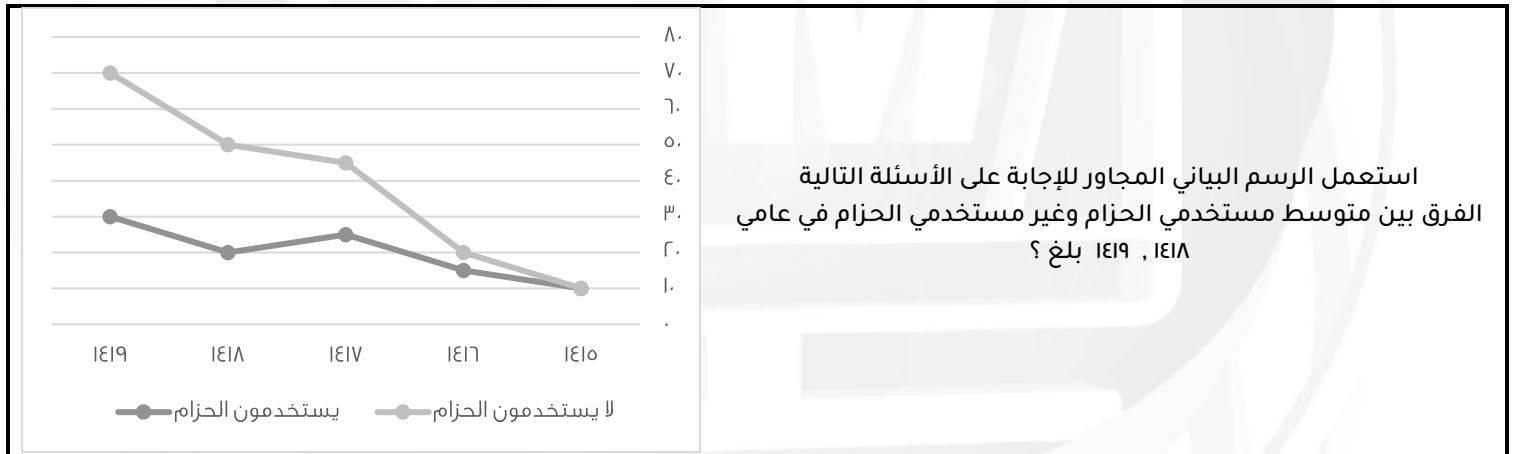 استعمل الرسم البياني المجاور للإجابة على الأسئلة التالية
الفرق بين متوسط مستخدمي الحزام وغير مستخدمي الحزام في عامي
١٤١٨ , ١٤١٩ بلغ ؟
٨٠
٧٠
٦٠
٥٠
٤٠
٣٠
٢٠
١٠
٠
١٤١٥ ١٤١٦ ١٤١٧ ١٤١٨ ١٤١٩
لا يستخدمون الحزام يستخدمون الحزام